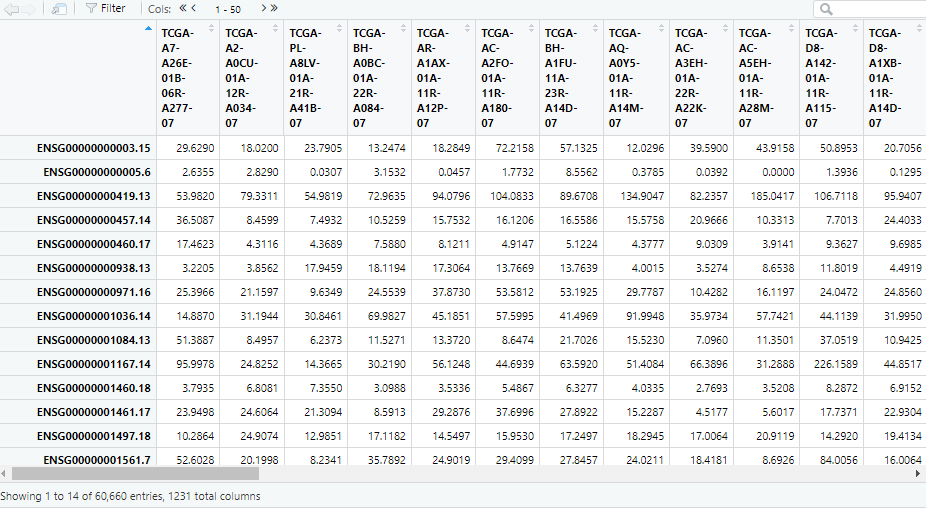 Filter Cols: 1 - 50
TCGA- TCGA- TCGA- TCGA- TCGA- TCGA- TCGA- TCGA- TCGA- TCGA- TCGA- TCGA-
A7- A2- PL- BH- AR- AC- BH- AQ- AC- AC- D8- D8-
A26E- A0CU- A8LV- A0BC- A1AX- A2FO- A1FU- A0Y5- A3EH- A5EH- A142- A1XB-
01B- 01A- 01A- 01A- 01A- 01A- 11A- 01A- 01A- 01A- 01A- 01A-
06R- 12R- 21R- 22R- 11R- 11R- 23R- 11R- 22R- 11R- 11R- 11R-
A277- A034- A41B- A084- A12P- A180- A14D- A14M- A22K- A28M- A115- A14D-
07 07 07 07 07 07 07 07 07 07 07 07
ENSG00000000003.15 29.6290 18.0200 23.7905 13.2474 18.2849 72.2158 57.1325 12.0296 39.5900 43.9158 50.8953 20.7056
ENSG00000000005.6 2.6355 2.8290 0.0307 3.1532 0.0457 1.7732 8.5562 0.3785 0.0392 0.0000 1.3936 0.1295
ENSG00000000419.13 53.9820 79.3311 54.9819 72.9635 94.0796 104.0833 89.6708 134.9047 82.2357 185.0417 106.7118 95.9407
ENSG00000000457.14 36.5087 8.4599 7.4932 10.5259 15.7532 16.1206 16.5586 15.5758 20.9666 10.3313 7.7013 24.4033
ENSG00000000460.17 17.4623 4.3116 4.3689 7.5880 8.1211 4.9147 5.1224 4.3777 9.0309 3.9141 9.3627 9.6985
ENSG00000000938.13 3.2205 3.8562 17.9459 18.1194 17.3064 13.7669 13.7639 4.0015 3.5274 8.6538 11.8019 4.4919
ENSG00000000971.16 25.3966 21.1597 9.6349 24.5539 37.8730 53.5812 53.1925 29.7787 10.4282 16.1197 24.0472 24.8560
ENSG00000001036.14 14.8870 31.1944 30.8461 69.9827 45.1851 57.5995 41.4969 91.9948 35.9734 57.7421 44.1139 31.9950
ENSG00000001084.13 51.3887 8.4957 6.2373 11.5271 13.3720 8.6474 21.7026 15.5230 7.0960 11.3501 37.0519 10.9425
ENSG00000001167.14 95.9978 24.8252 14.3665 30.2190 56.1248 44.6939 63.5920 51.4084 66.3896 31.2888 226.1589 44.8517
ENSG00000001460.18 3.7935 6.8081 7.3550 3.0988 3.5336 5.4867 6.3277 4.0335 2.7693 3.5208 8.2872 6.9152
ENSG00000001461.17 23.9498 24.6064 21.3094 8.5913 29.2876 37.6996 27.8922 15.2287 4.5177 5.6017 17.7371 22.9304
ENSG00000001497.18 10.2864 24.9074 12.9851 17.1182 14.5497 15.9530 17.2497 18.2945 17.0064 20.9119 14.2920 19.4134
ENSG00000001561.7 52.6028 20.1998 8.2341 35.7892 24.9019 29.4099 27.8457 24.0211 18.4181 8.6926 84.0056 16.0064
Showing 1 to 14 of 60,660 entries, 1231 total columns